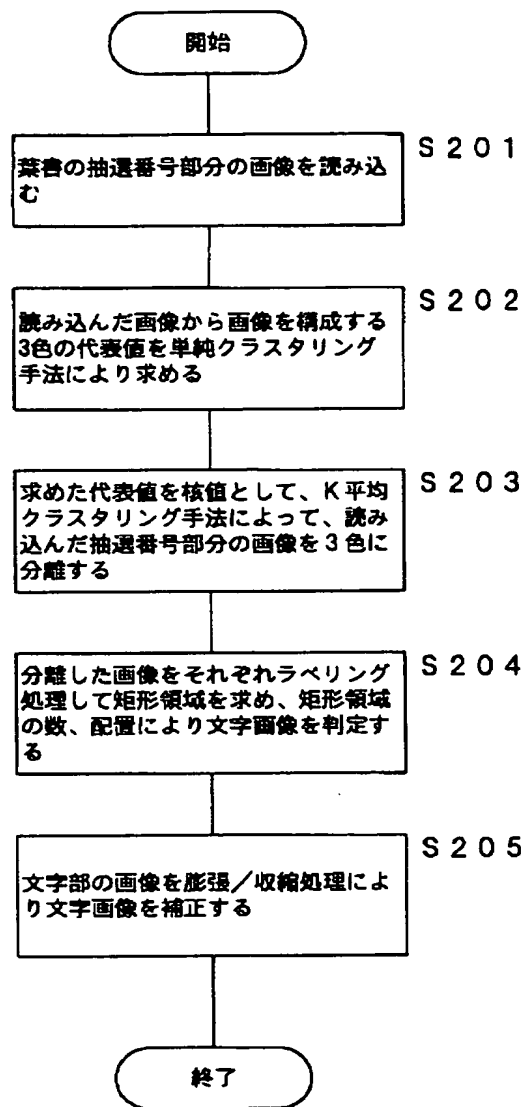 開始
S201
葉書の抽選番号部分の画像を読み込
む
S202
読み込んだ画像から画像を構成する
3色の代表値を単純クラスタリング
手法により求める
S203
求めた代表値を核値として、K平均
クラスタリング手法によって、読み
込んだ抽選番号部分の画像を3色に
分離する
S204
分離した画像をそれぞれラベリング
処理して矩形領域を求め、矩形領域
の数、配置により文字画像を判定す
る
S205
文字部の画像を膨張／収縮処理によ
り文字画像を補正する
終了